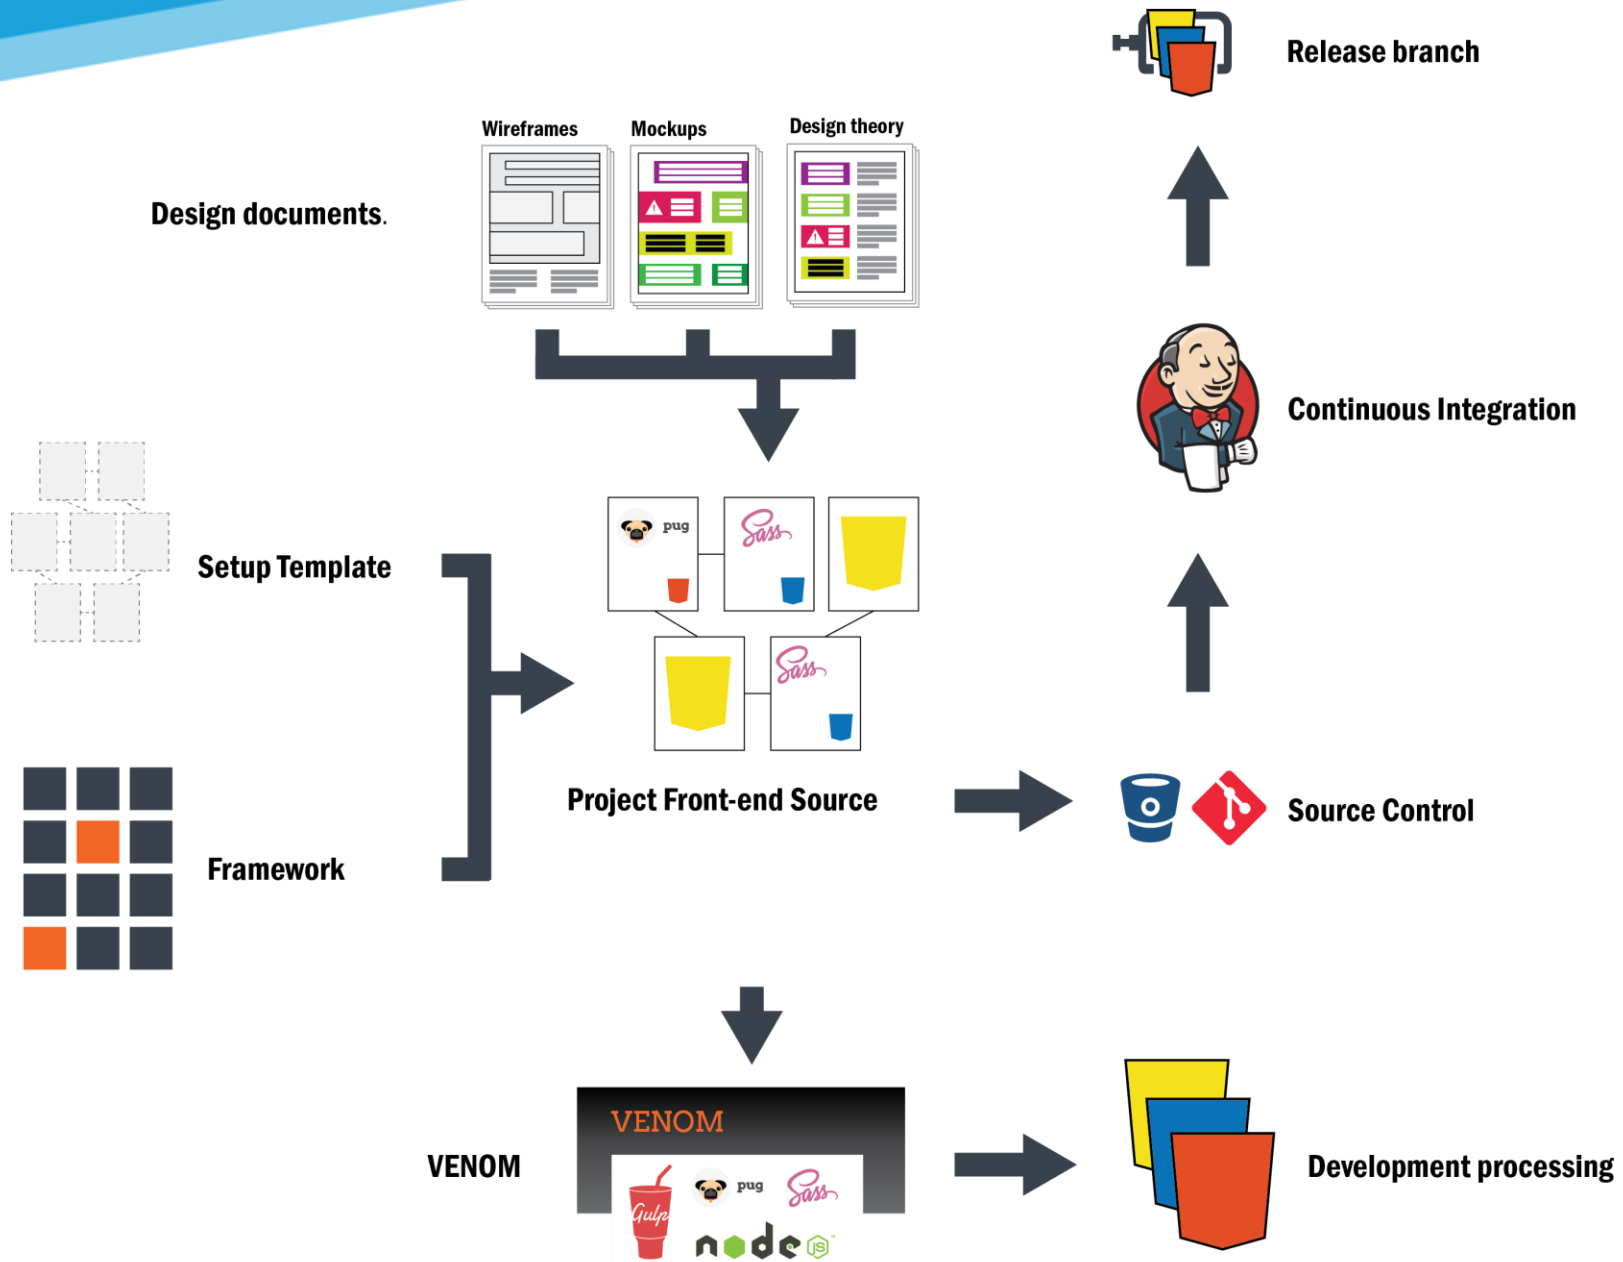 Release branch
Wireframes
Mockups
Design theory
Design documents.
Continuous Integration
pug
Sass
Setup Template
Sass
Project Front-end Source
Source Control
Framework
VENOM
VENOM
pug
Sass
Gulp
node
JS
Development processing